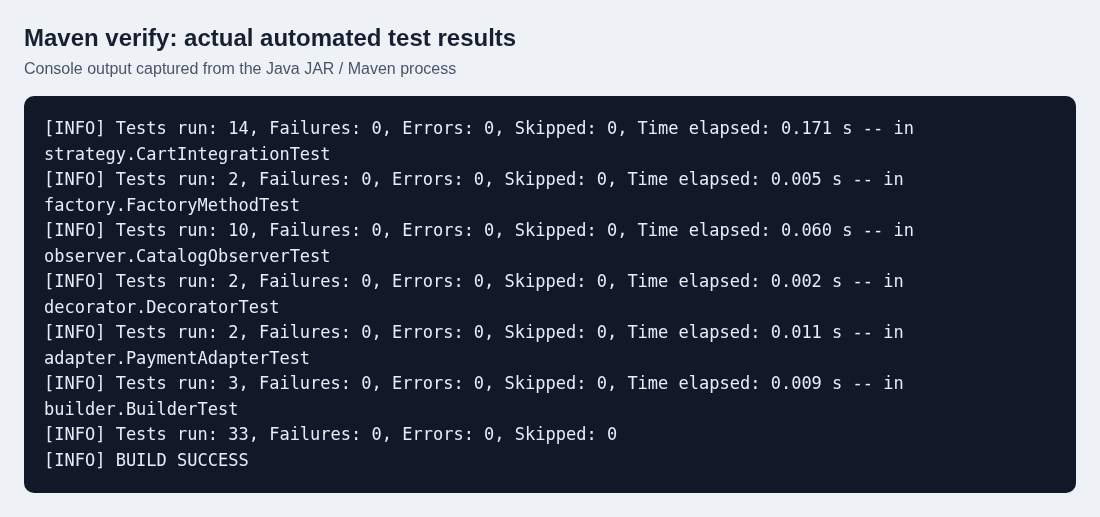 Maven verify: actual automated test results
Console output captured from the Java JAR / Maven process
[INFO] Tests run: 14, Failures: 0, Errors: 0, Skipped: 0, Time elapsed: 0.171 s -- in
strategy.CartIntegrationTest
[INFO] Tests run: 2, Failures: 0, Errors: 0, Skipped: 0, Time elapsed: 0.005 s -- in
factory.FactoryMethodTest
[INFO] Tests run: 10, Failures: 0, Errors: 0, Skipped: 0, Time elapsed: 0.060 s -- in
observer.CatalogObserverTest
[INFO] Tests run: 2, Failures: 0, Errors: 0, Skipped: 0, Time elapsed: 0.002 s -- in
decorator.DecoratorTest
[INFO] Tests run: 2, Failures: 0, Errors: 0, Skipped: 0, Time elapsed: 0.011 s -- in
adapter.PaymentAdapterTest
[INFO] Tests run: 3, Failures: 0, Errors: 0, Skipped: 0, Time elapsed: 0.009 s -- in
builder.BuilderTest
[INFO] Tests run: 33, Failures: 0, Errors: 0, Skipped: 0
[INFO] BUILD SUCCESS